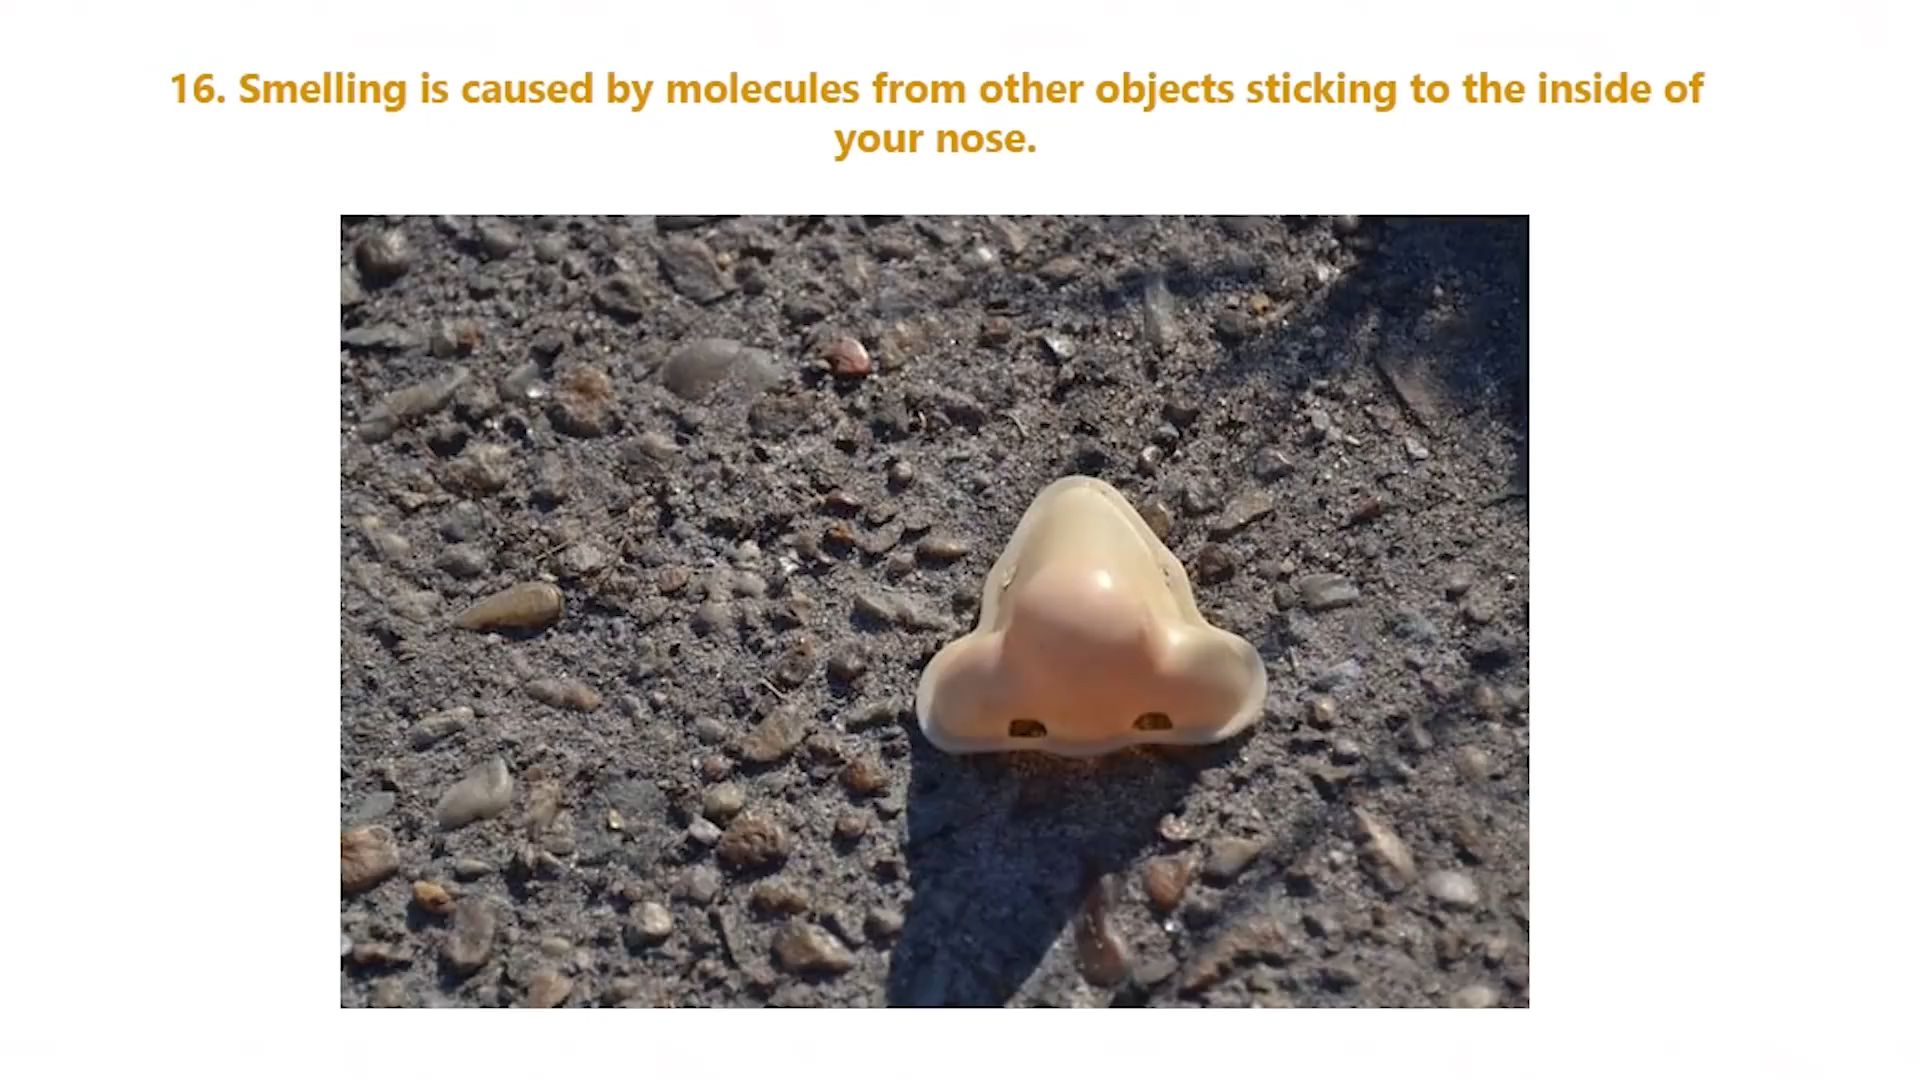 16. Smelling is caused by molecules from other objects sticking to the inside of
your nose.